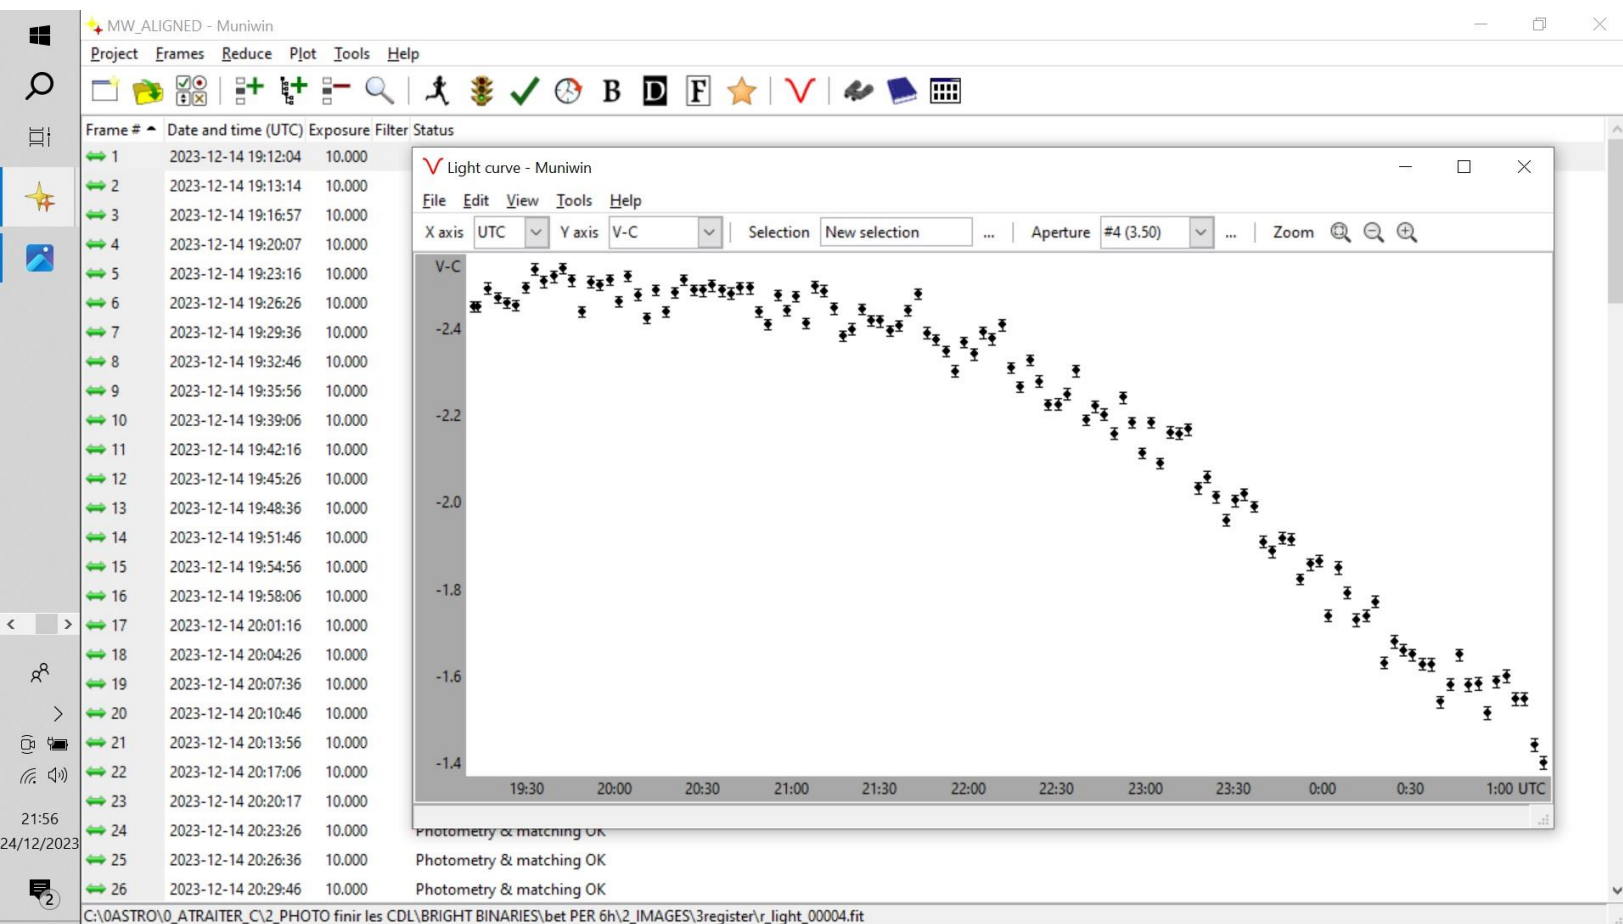 MW_ALIGNED - Muniwin
Project Frames Reduce Plot Tools Help
B D F
Frame # Date and time (UTC) Exposure Filter Status
1 2023-12-14 19:12:04 10.000
2 2023-12-14 19:13:14 10.000
3 2023-12-14 19:16:57 10.000
4 2023-12-14 19:20:07 10.000
5 2023-12-14 19:23:16 10.000
6 2023-12-14 19:26:26 10.000
7 2023-12-14 19:29:36 10.000
8 2023-12-14 19:32:46 10.000
9 2023-12-14 19:35:56 10.000
10 2023-12-14 19:39:06 10.000
11 2023-12-14 19:42:16 10.000
12 2023-12-14 19:45:26 10.000
13 2023-12-14 19:48:36 10.000
14 2023-12-14 19:51:46 10.000
15 2023-12-14 19:54:56 10.000
16 2023-12-14 19:58:06 10.000
17 2023-12-14 20:01:16 10.000
18 2023-12-14 20:04:26 10.000
19 2023-12-14 20:07:36 10.000
20 2023-12-14 20:10:46 10.000
21 2023-12-14 20:13:56 10.000
22 2023-12-14 20:17:06 10.000
23 2023-12-14 20:20:17 10.000
24 2023-12-14 20:23:26 10.000 Photometry & matching OK
25 2023-12-14 20:26:36 10.000 Photometry & matching OK
26 2023-12-14 20:29:46 10.000 Photometry & matching OK
Light curve - Muniwin
File Edit View Tools Help
X axis UTC Y axis V-C Selection New selection ... Aperture #4 (3.50) ... Zoom
V-C
-2.4
-2.2
-2.0
-1.8
-1.6
-1.4
19:30 20:00 20:30 21:00 21:30 22:00 22:30 23:00 23:30 0:00 0:30 1:00 UTC
21:56
24/12/2023
2
C:\0ASTRO\0_ATRAITER_C\2_PHOTO finir les CDL\BRIGHT BINARIES\bet PER 6h\2_IMAGES\3register\r_light_00004.fit